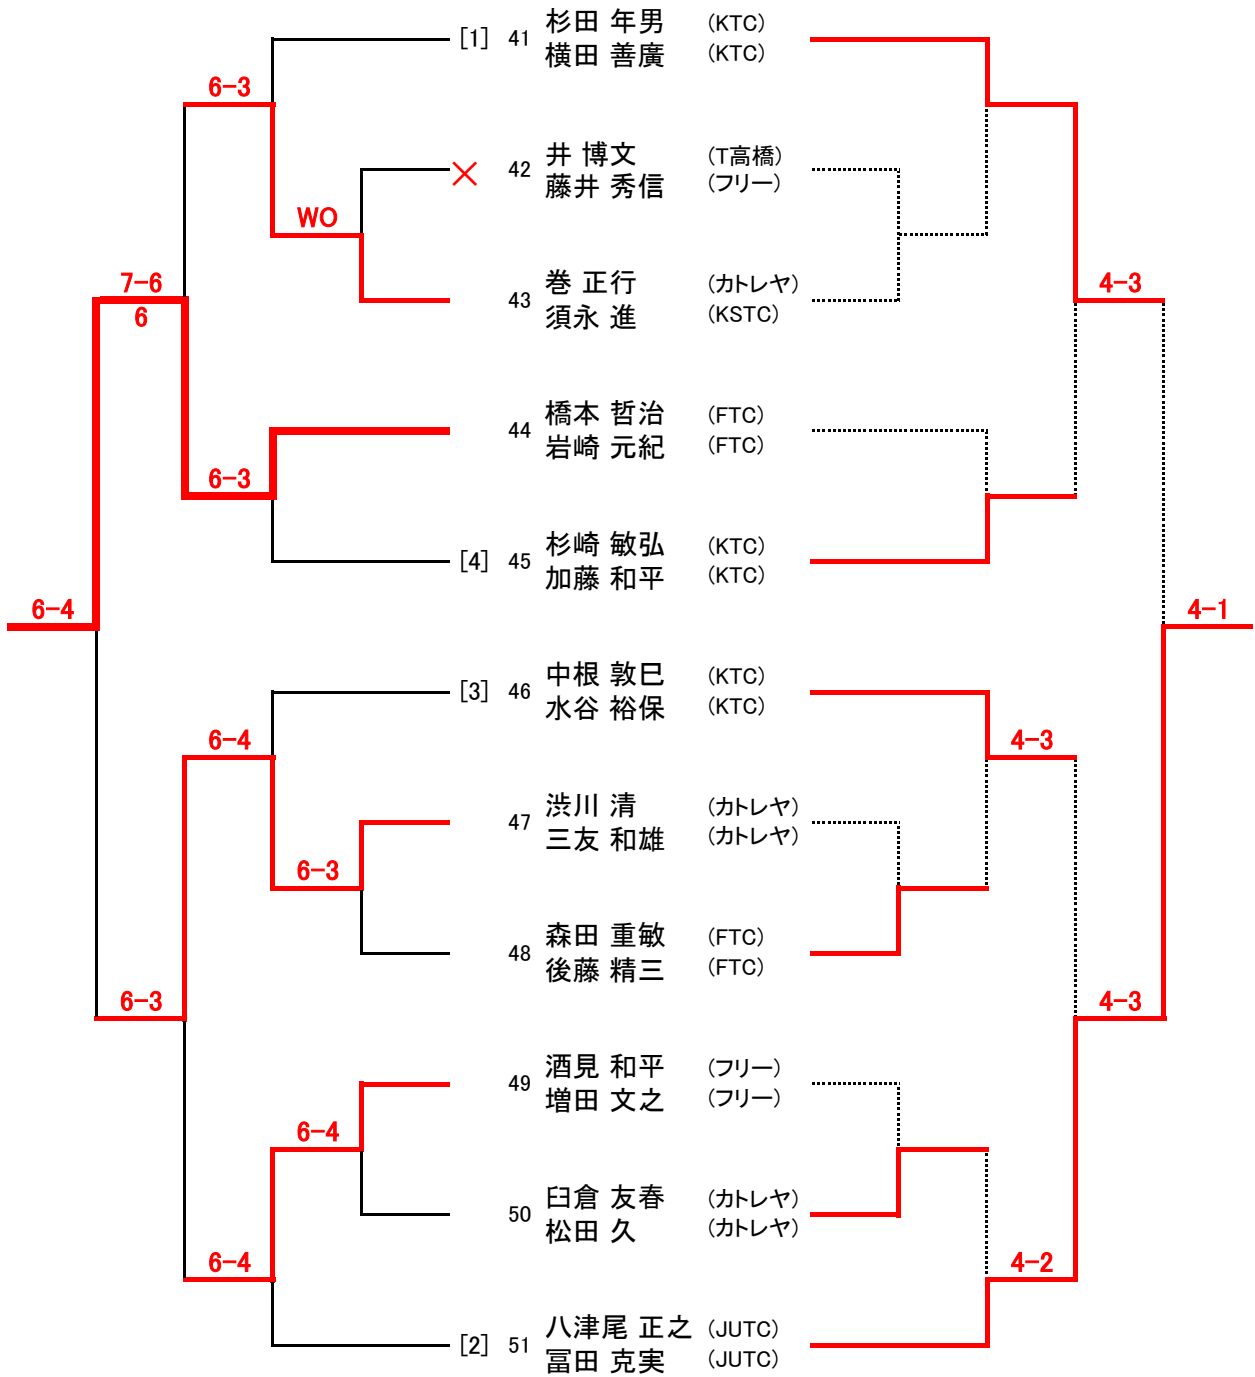 [1] 41 杉田 年男 (KTC)
横田 善廣 (KTC)
6-3
42 井 博文 (T高橋)
藤井 秀信 (フリー)
WO
7-6
6
43 巻 正行 (カトレヤ)
須永 進 (KSTC)
4-3
44 橋本 哲治 (FTC)
岩崎 元紀 (FTC)
6-3
[4] 45 杉崎 敏弘 (KTC)
加藤 和平 (KTC)
6-4
4-1
[3] 46 中根 敦巳 (KTC)
水谷 裕保 (KTC)
6-4
4-3
47 渋川 清 (カトレヤ)
三友 和雄 (カトレヤ)
6-3
48 森田 重敏 (FTC)
後藤 精三 (FTC)
6-3
4-3
49 酒見 和平 (フリー)
増田 文之 (フリー)
6-4
50 臼倉 友春 (カトレヤ)
松田 久 (カトレヤ)
6-4
4-2
[2] 51 八津尾 正之 (JUTC)
冨田 克実 (JUTC)